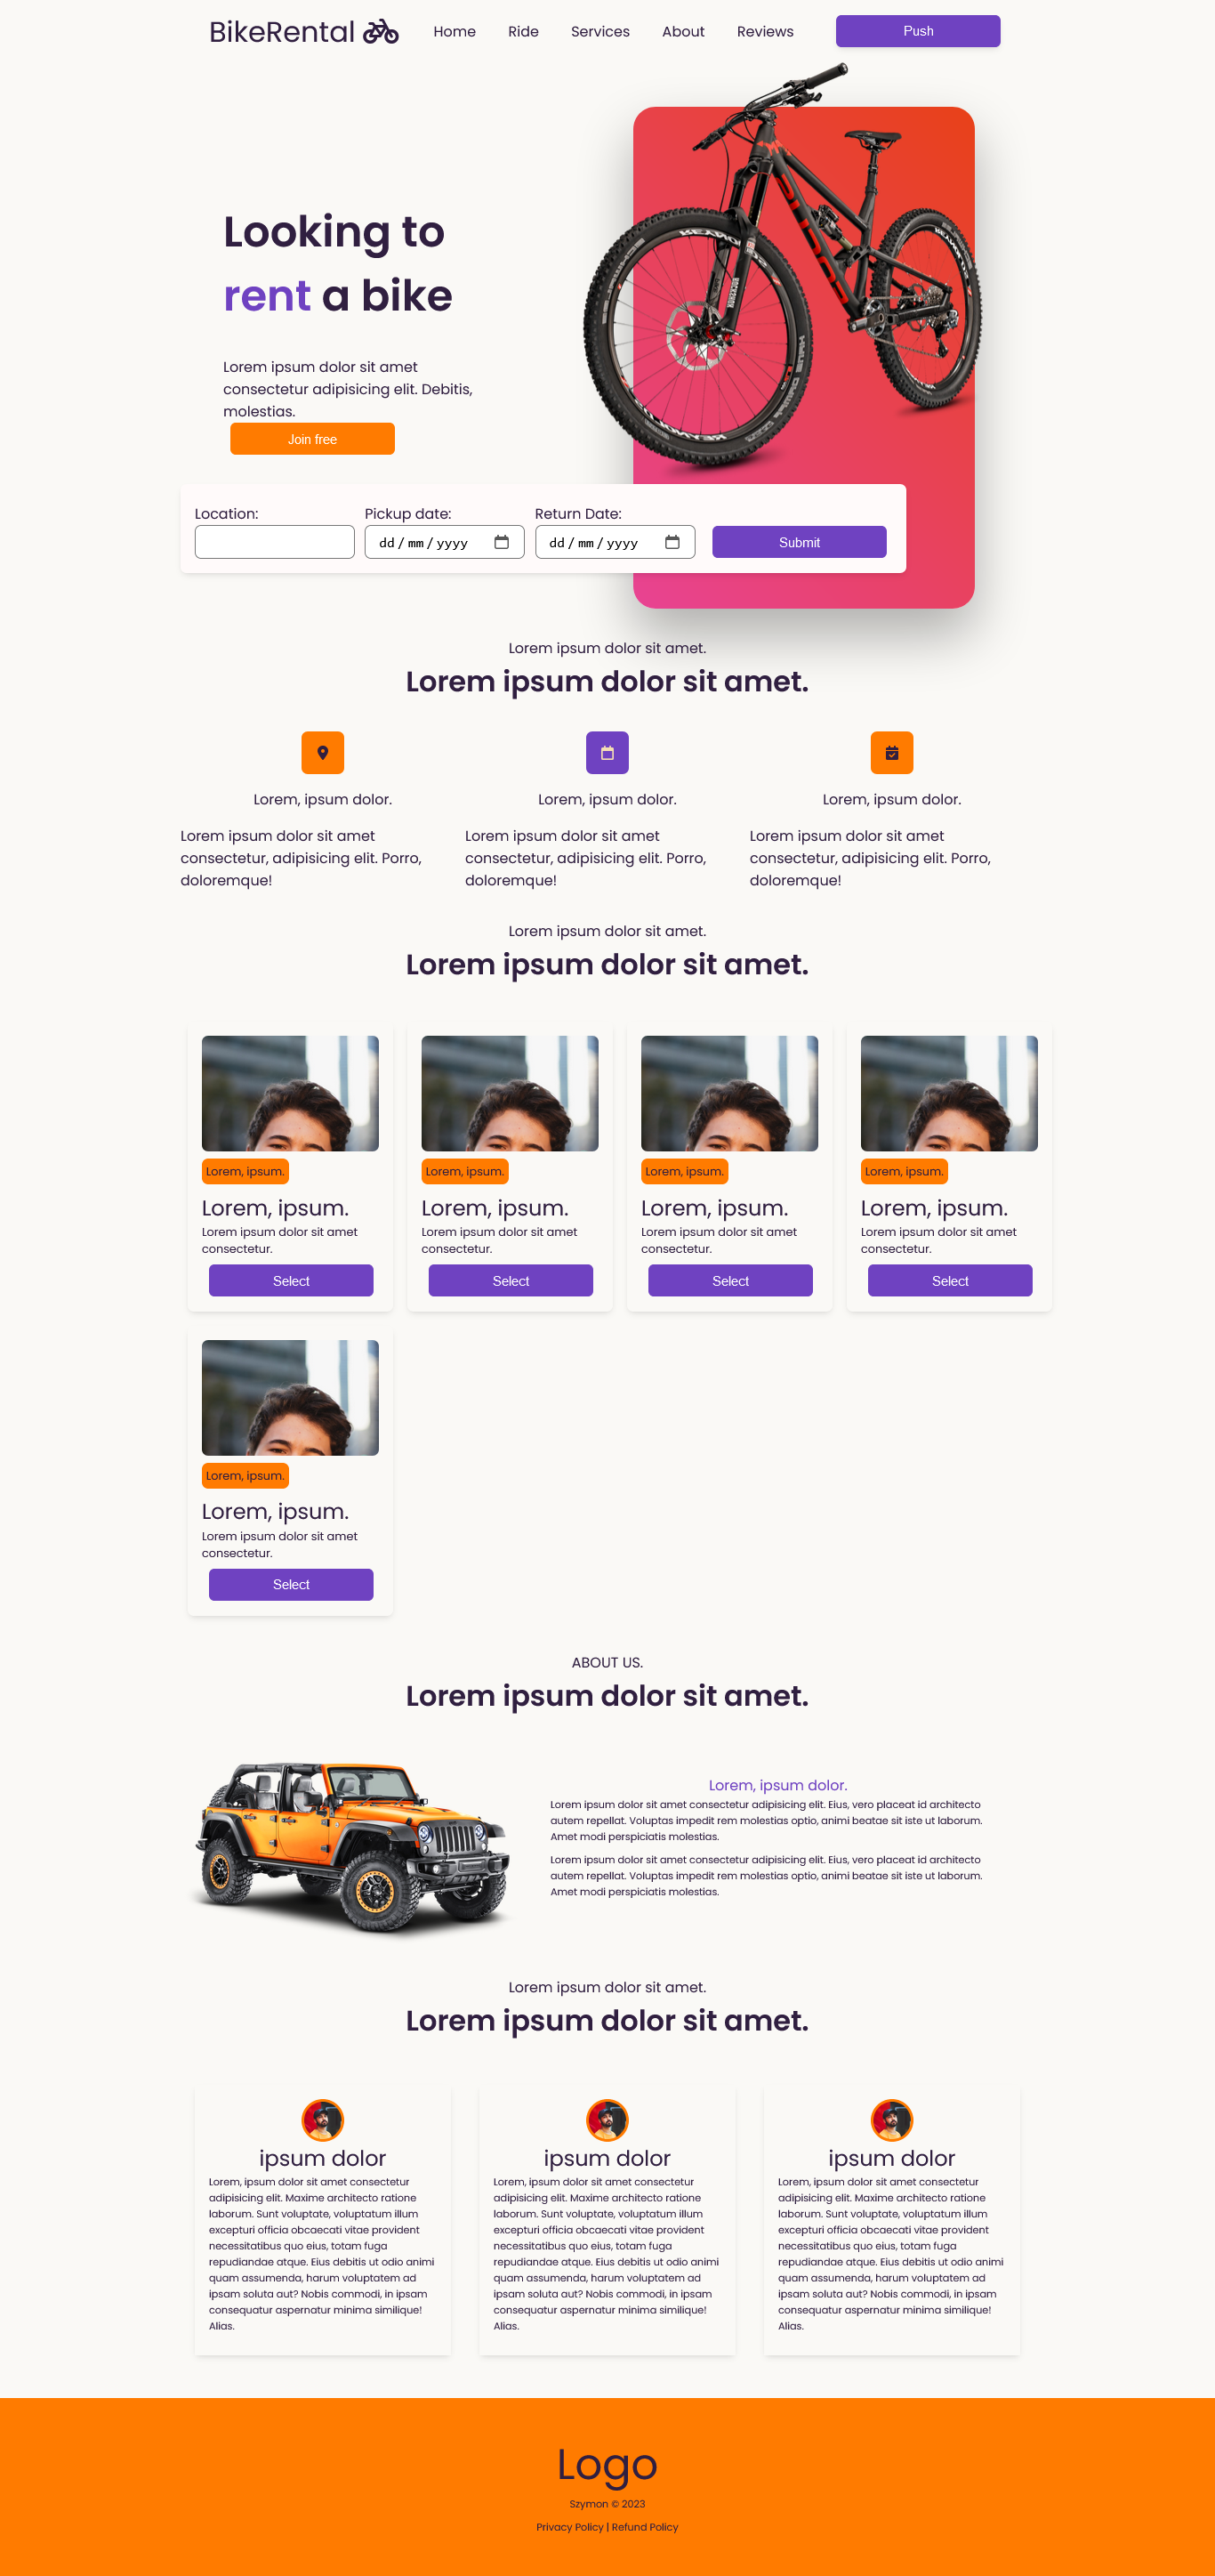 BikeRental
Home Ride Services About Reviews Push
Looking to
rent a bike
Lorem ipsum dolor sit amet
consectetur adipisicing elit. Debitis,
molestias.
Join free
Location: Pickup date: Return Date:
dd / mm / yyyy dd / mm / yyyy Submit
Lorem ipsum dolor sit amet.
Lorem ipsum dolor sit amet.
Lorem, ipsum dolor. Lorem, ipsum dolor. Lorem, ipsum dolor.
Lorem ipsum dolor sit amet
consectetur, adipisicing elit. Porro,
doloremque!
Lorem ipsum dolor sit amet
consectetur, adipisicing elit. Porro,
doloremque!
Lorem ipsum dolor sit amet
consectetur, adipisicing elit. Porro,
doloremque!
Lorem ipsum dolor sit amet.
Lorem ipsum dolor sit amet.
Lorem, ipsum.
Lorem, ipsum.
Lorem ipsum dolor sit amet
consectetur.
Select
Lorem, ipsum.
Lorem, ipsum.
Lorem ipsum dolor sit amet
consectetur.
Select
Lorem, ipsum.
Lorem, ipsum.
Lorem ipsum dolor sit amet
consectetur.
Select
Lorem, ipsum.
Lorem, ipsum.
Lorem ipsum dolor sit amet
consectetur.
Select
Lorem, ipsum.
Lorem, ipsum.
Lorem ipsum dolor sit amet
consectetur.
Select
ABOUT US.
Lorem ipsum dolor sit amet.
Lorem, ipsum dolor.
Lorem ipsum dolor sit amet consectetur adipisicing elit. Eius, vero placeat id architecto
autem repellat. Voluptas impedit rem molestias optio, animi beatae sit iste ut laborum.
Amet modi perspiciatis molestias.
Lorem ipsum dolor sit amet consectetur adipisicing elit. Eius, vero placeat id architecto
autem repellat. Voluptas impedit rem molestias optio, animi beatae sit iste ut laborum.
Amet modi perspiciatis molestias.
Lorem ipsum dolor sit amet.
Lorem ipsum dolor sit amet.
ipsum dolor
Lorem, ipsum dolor sit amet consectetur
adipisicing elit. Maxime architecto ratione
laborum. Sunt voluptate, voluptatum illum
excepturi officia obcaecati vitae provident
necessitatibus quo eius, totam fuga
repudiandae atque. Eius debitis ut odio animi
quam assumenda, harum voluptatem ad
ipsam soluta aut? Nobis commodi, in ipsam
consequatur aspernatur minima similique!
Alias.
ipsum dolor
Lorem, ipsum dolor sit amet consectetur
adipisicing elit. Maxime architecto ratione
laborum. Sunt voluptate, voluptatum illum
excepturi officia obcaecati vitae provident
necessitatibus quo eius, totam fuga
repudiandae atque. Eius debitis ut odio animi
quam assumenda, harum voluptatem ad
ipsam soluta aut? Nobis commodi, in ipsam
consequatur aspernatur minima similique!
Alias.
ipsum dolor
Lorem, ipsum dolor sit amet consectetur
adipisicing elit. Maxime architecto ratione
laborum. Sunt voluptate, voluptatum illum
excepturi officia obcaecati vitae provident
necessitatibus quo eius, totam fuga
repudiandae atque. Eius debitis ut odio animi
quam assumenda, harum voluptatem ad
ipsam soluta aut? Nobis commodi, in ipsam
consequatur aspernatur minima similique!
Alias.
Logo
Szymon © 2023
Privacy Policy | Refund Policy